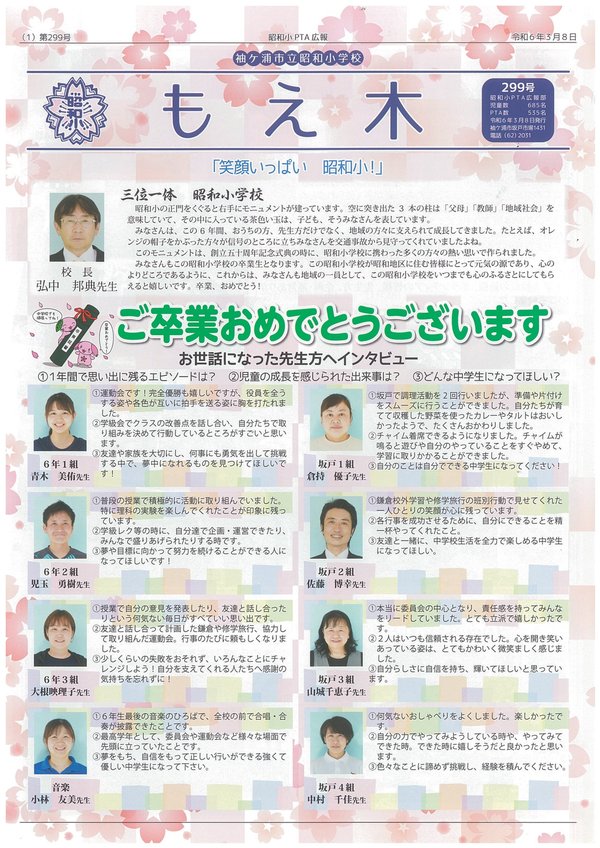 (1) 第299号
昭和小PTA広報
令和6年3月8日
袖ケ浦市立昭和小学校
昭和小
もえ木
299号
昭和小PTA広報部
児童数 685名
PTA数 535名
令和6年3月8日発行
袖ケ浦市坂戸市場1431
電話 (62) 2031
「笑顔いっぱい 昭和小!」
三位一体 昭和小学校
昭和小の正門をくぐると右手にモニュメントが建っています。空に突き出た 3 本の柱は「父母」「教師」「地域社会」を
意味していて、その中に入っている茶色い玉は、子ども、そうみなさんを表しています。
みなさんは、この6年間、おうちの方、先生方だけでなく、地域の方々に支えられて成長してきました。たとえば、オレ
ンジの帽子をかぶった方々が信号のところに立ちみなさんを交通事故から見守ってくれていましたよね。
このモニュメントは、創立五十周年記念式典の時に、昭和小学校に携わった多くの方々の熱い思いで作られました。
みなさんもこの昭和小学校の卒業生となります。この昭和小学校が昭和地区に住む皆様にとって元気の源であり、心の
よりどころであるように、これからは、みなさんも地域の一員として、この昭和小学校をいつまでも心のふるさとにしてもら
えると嬉しいです。卒業、おめでとう!
校 長
弘中 邦典先生
ご卒業おめでとうございます
お世話になった先生方へインタビュー
①1年間で思い出に残るエピソードは? ②児童の成長を感じられた出来事は? ③どんな中学生になってほしい?
①運動会です!完全優勝も嬉しいですが、役員を全う
する姿や各色が互いに拍手を送る姿に胸を打たれま
した。
②学級会でクラスの改善点を話し合い、自分たちで取
り組みを決めて行動しているところがすごいと思い
ます。
③友達や家族を大切にし、何事にも勇気を出して挑戦
する中で、夢中になれるものを見つけてほしいで
す!
6年1組
青木 美侑先生
①坂戸で調理活動を2回行いましたが、準備や片付け
をスムーズに行うことができました。自分たちが育
てて収穫した野菜を使ったカレーやタルトはおいし
かったようで、たくさんおかわりしました。
②チャイム着席できるようになりました。チャイムが
鳴ると遊びや自分のやっていることをすぐやめて、
学習に取りかかることができました。
③自分のことは自分でできる中学生になってください!
坂戸1組
倉持 優子先生
①普段の授業で積極的に活動に取り組んでいました。
特に理科の実験を楽しんでくれたことが印象に残っ
ています。
②学級レク等の時に、自分達で企画・運営できたり、
みんなで盛りあげられたりする時です。
③夢や目標に向かって努力を続けることができる人に
なってほしいです!
6年2組
児玉 勇樹先生
①鎌倉校外学習や修学旅行の班別行動で見せてくれた
一人ひとりの笑顔が心に残っています。
②各行事を成功させるために、自分にできることを精
一杯やってくれたこと。
③友達と一緒に、中学校生活を全力で楽しめる中学生
になってほしい。
坂戸2組
佐藤 博幸先生
①授業で自分の意見を発表したり、友達と話し合った
りという何気ない毎日がすべていい思い出です。
②友達と話し合って計画した鎌倉や修学旅行、協力し
て取り組んだ運動会。行事のたびに頼もしくなりま
した。
③少しくらいの失敗をおそれず、いろんなことにチャ
レンジしよう!自分を支えてくれる人たちへ感謝の
気持ちを忘れずに!
6年3組
大根映理子先生
①本当に委員会の中心となり、責任感を持ってみんな
をリードしていました。とても立派で嬉しかったで
す。
②2人はいつも信頼される存在でした。心を開き笑い
あっている姿は、とてもかわいく微笑ましく感じま
した。
③自分らしさに自信を持ち、輝いてほしいと思ってい
ます。
坂戸3組
山城千恵子先生
①6年生最後の音楽のひろばで、全校の前で合唱・合
奏が披露できたことです。
②最高学年として、委員会や運動会など様々な場面で
先頭に立っていたことです。
③夢をもち、自信をもって正しい行いができる強くて
優しい中学生になって下さい。
音楽
小林 友美先生
①何気ないおしゃべりをよくしました。楽しかったで
す。
②自分の力でやってみようしている時や、やってみて
できた時。できた時に嬉しそうだと良かったと思い
ます。
③色々なことに諦めず挑戦し、経験を積んでください。
坂戸4組
中村 千佳先生